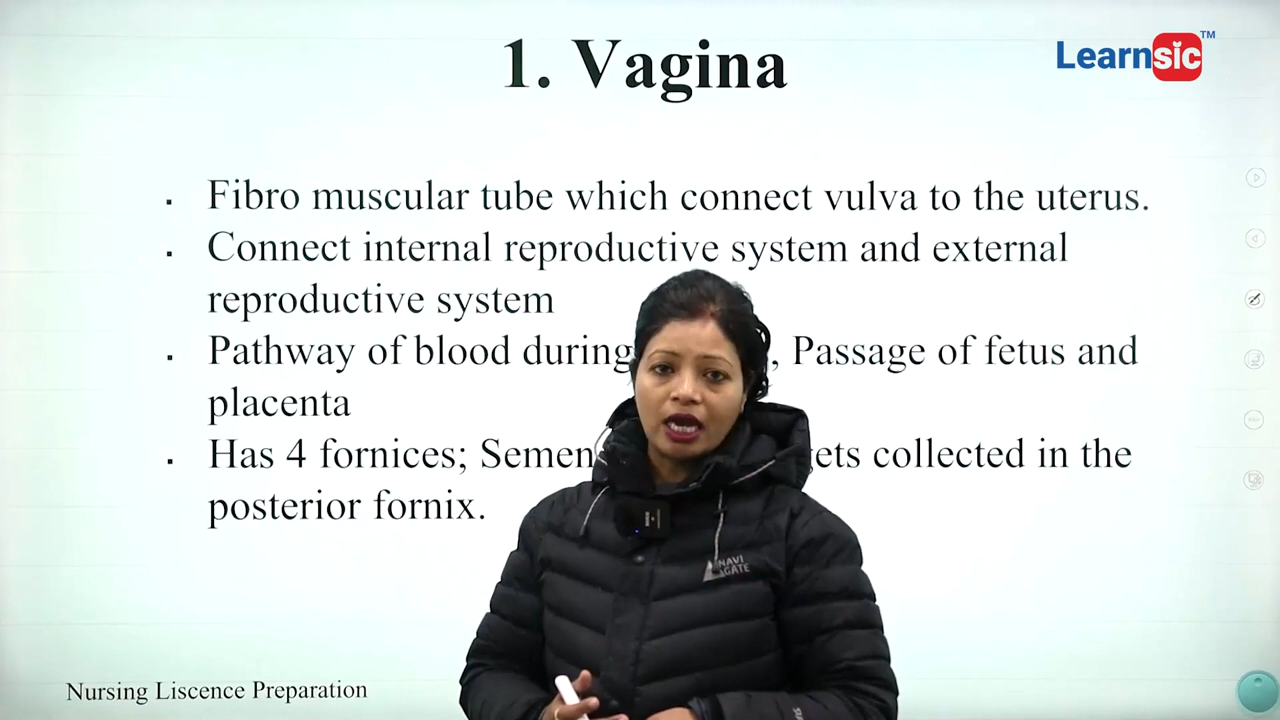 1. Vagina
Learnsic™
▪ Fibro muscular tube which connect vulva to the uterus.
▪ Connect internal reproductive system and external
reproductive system
▪ Pathway of blood during , Passage of fetus and
placenta
▪ Has 4 fornices; Semen collected in the
posterior fornix.
NAVI
GATE
Nursing Liscence Preparation